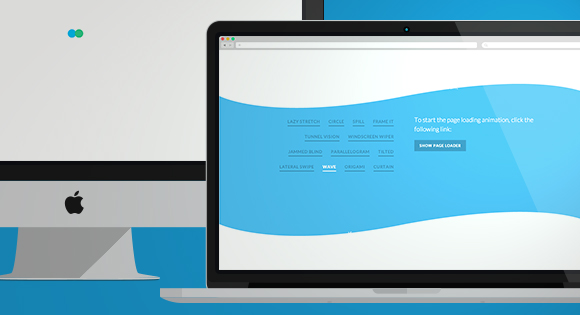 LAZY STRETCH CIRCLE SPILL FRAME IT
TUNNEL VISION WINDSCREEN WIPER
JAMMED BLIND PARALLELOGRAM TILTED
LATERAL SWIPE WAVE ORIGAMI CURTAIN
To start the page loading animation, click the
following link:
SHOW PAGE LOADER